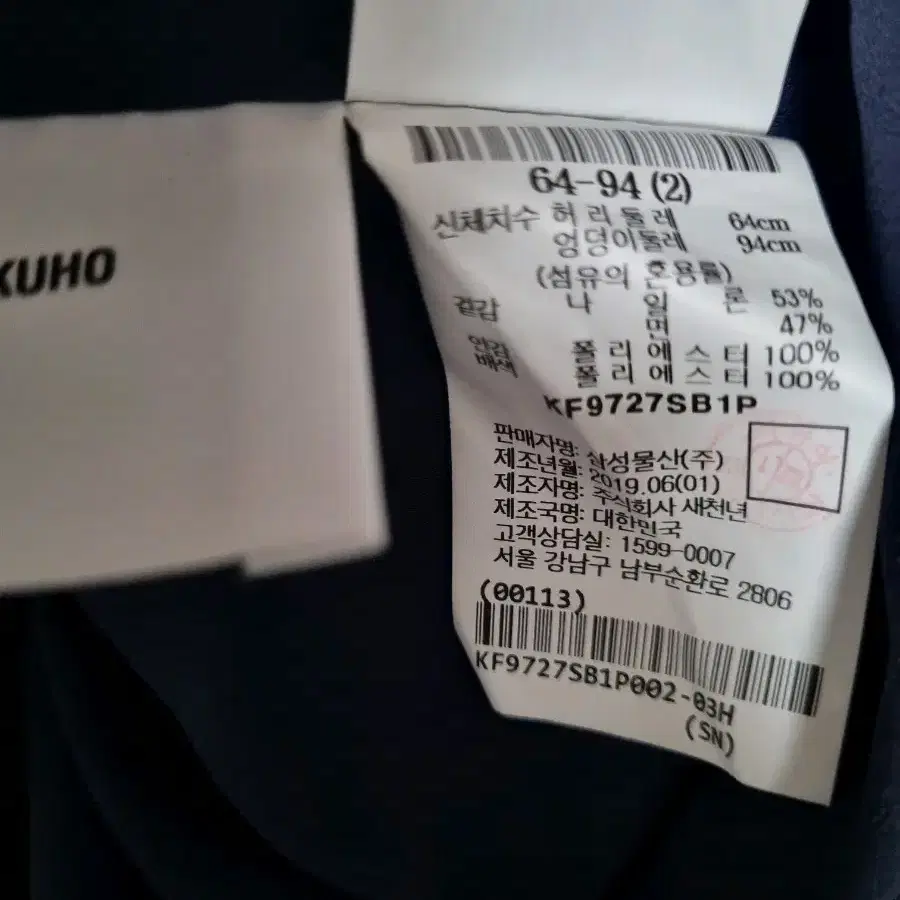 KUHO
64-94 (2)
신체치수 허리둘레 64cm
엉덩이둘레 94cm
(섬유의 혼용률)
겉감 나 일 론 53%
면 47%
안감 폴 리 에 스 터 100%
배색 폴 리 에 스 터 100%
KF9727SB1P
판매자명: 삼성물산(주)
제조년월: 2019.06(01)
제조자명: 주식회사 새천년
제조국명: 대한민국
고객상담실: 1599-0007
서울 강남구 남부순환로 2806
(00113)
KF9727SB1P002-03H
(SN)